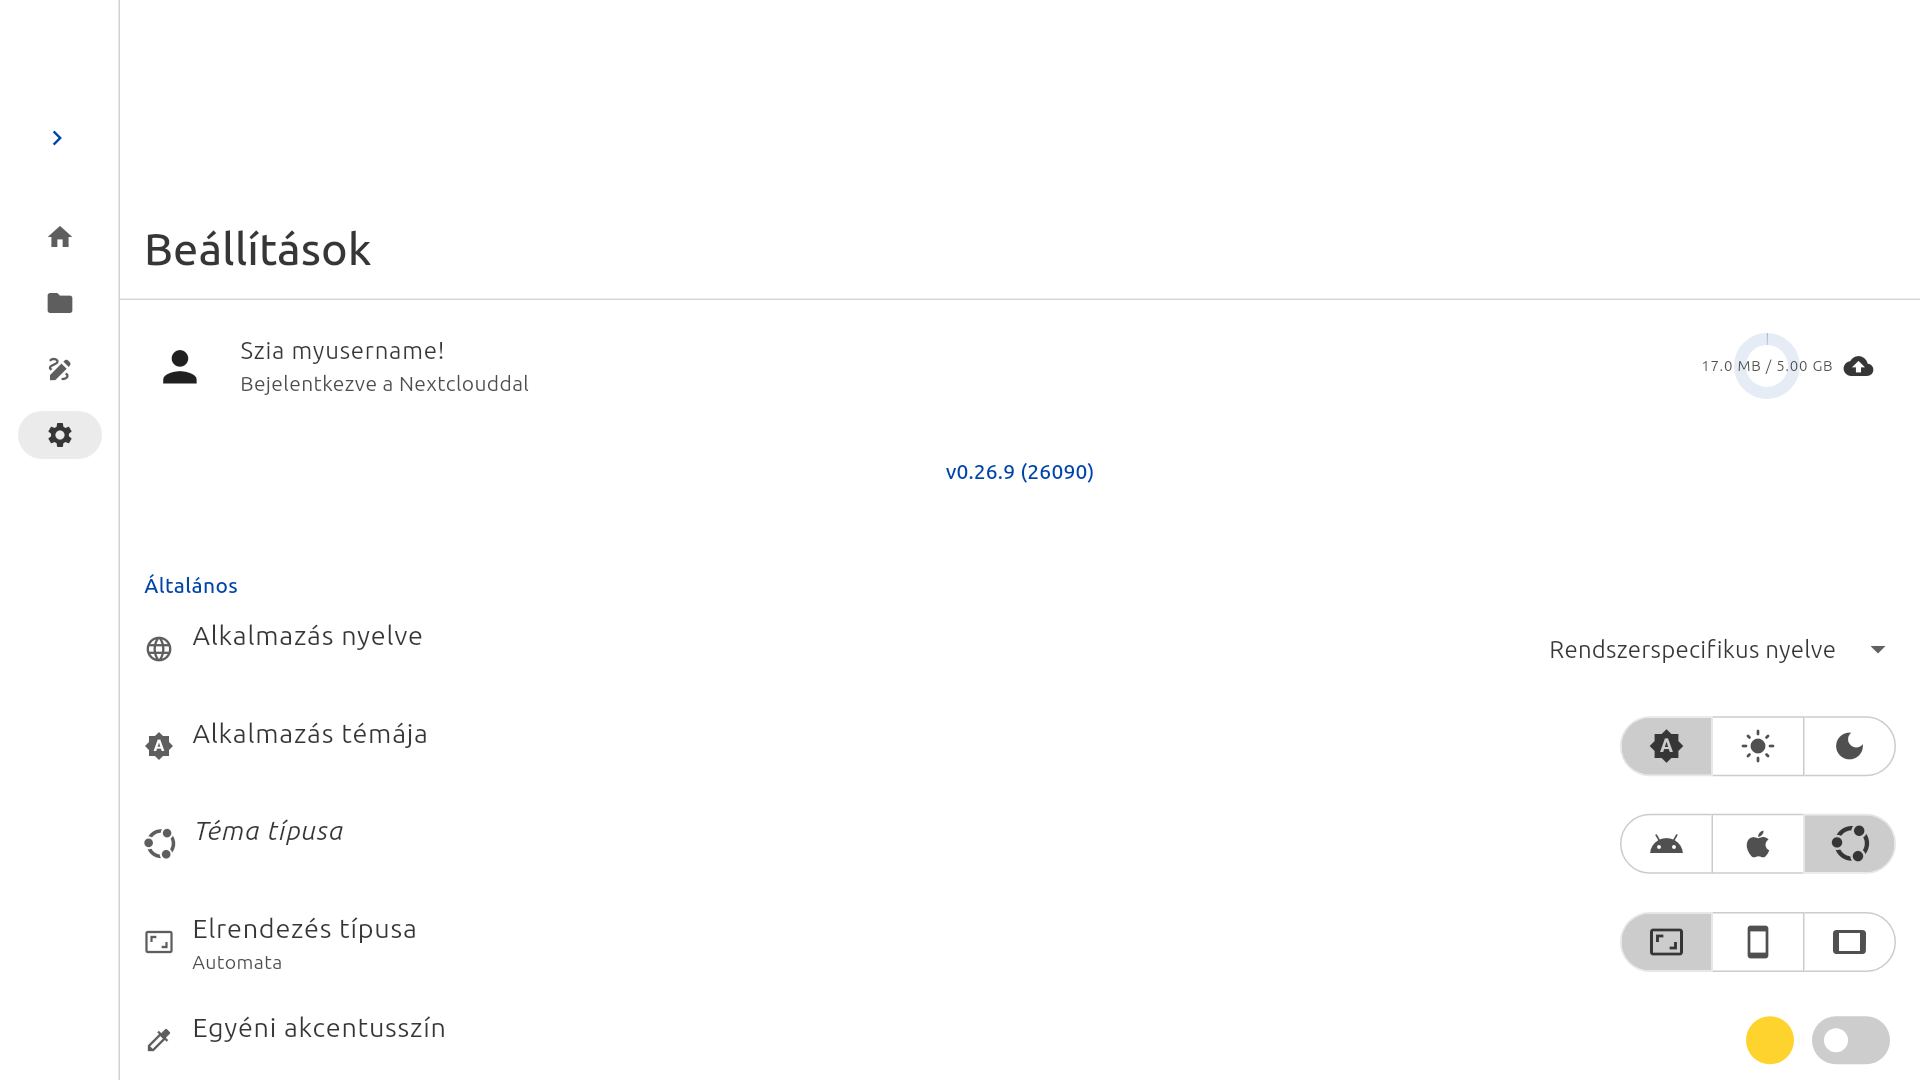 Beállítások
Szia myusername!
Bejelentkezve a Nextclouddal
17.0 MB / 5.00 GB
v0.26.9 (26090)
Általános
Alkalmazás nyelve
Rendszerspecifikus nyelve
Alkalmazás témája
Téma típusa
Elrendezés típusa
Automata
Egyéni akcentusszín